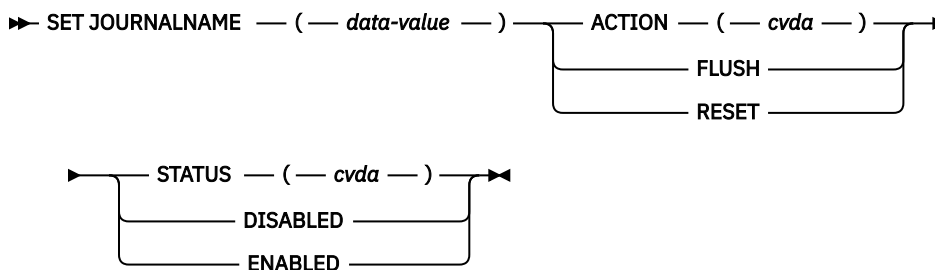 SET JOURNALNAME ( data-value ) ACTION ( cvda )
FLUSH
RESET
STATUS ( cvda )
DISABLED
ENABLED